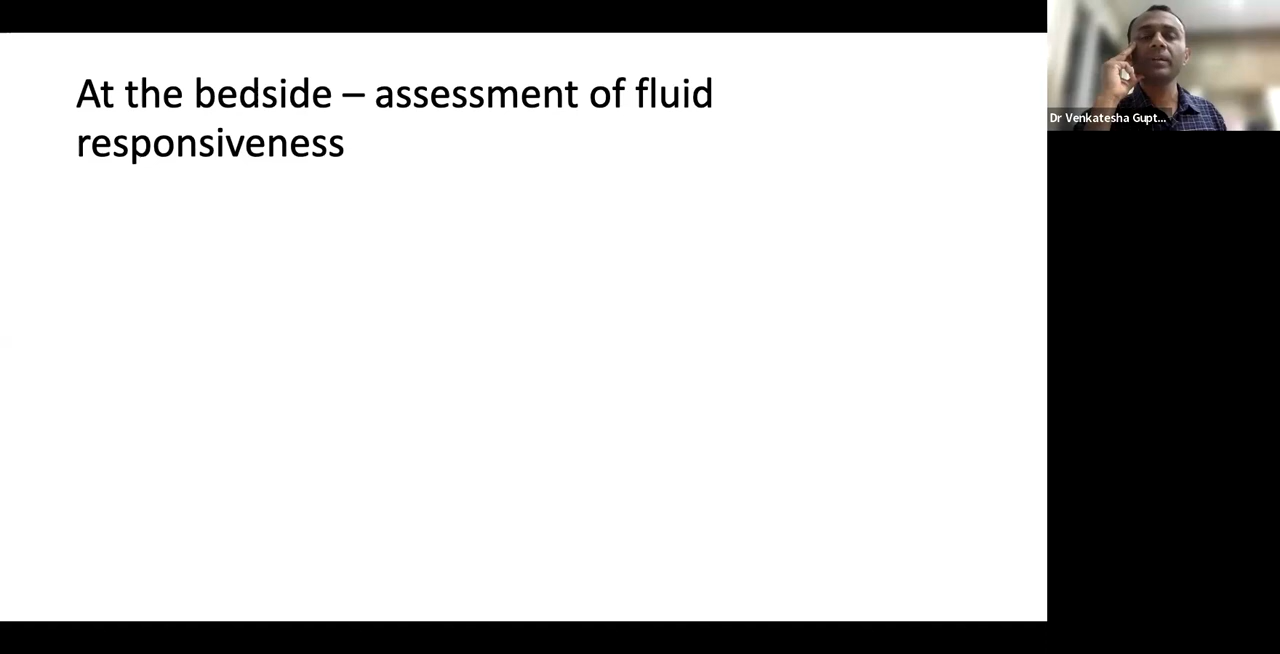 At the bedside – assessment of fluid
responsiveness
Dr Venkatesha Gupt...